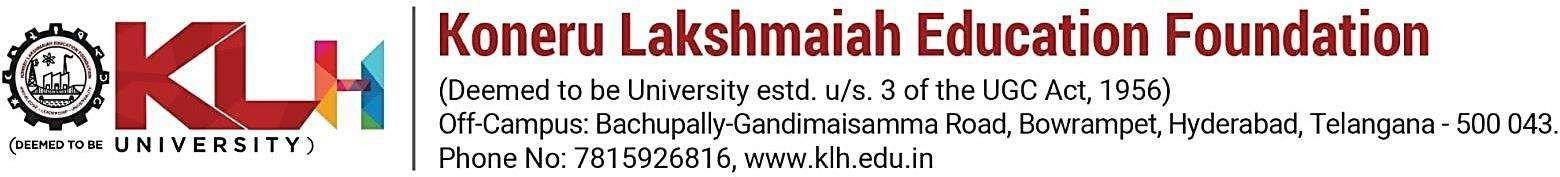 KLH
(DEEMED TO BE UNIVERSITY)
Koneru Lakshmaiah Education Foundation
(Deemed to be University estd. u/s. 3 of the UGC Act, 1956)
Off-Campus: Bachupally-Gandimaisamma Road, Bowrampet, Hyderabad, Telangana - 500 043.
Phone No: 7815926816, www.klh.edu.in